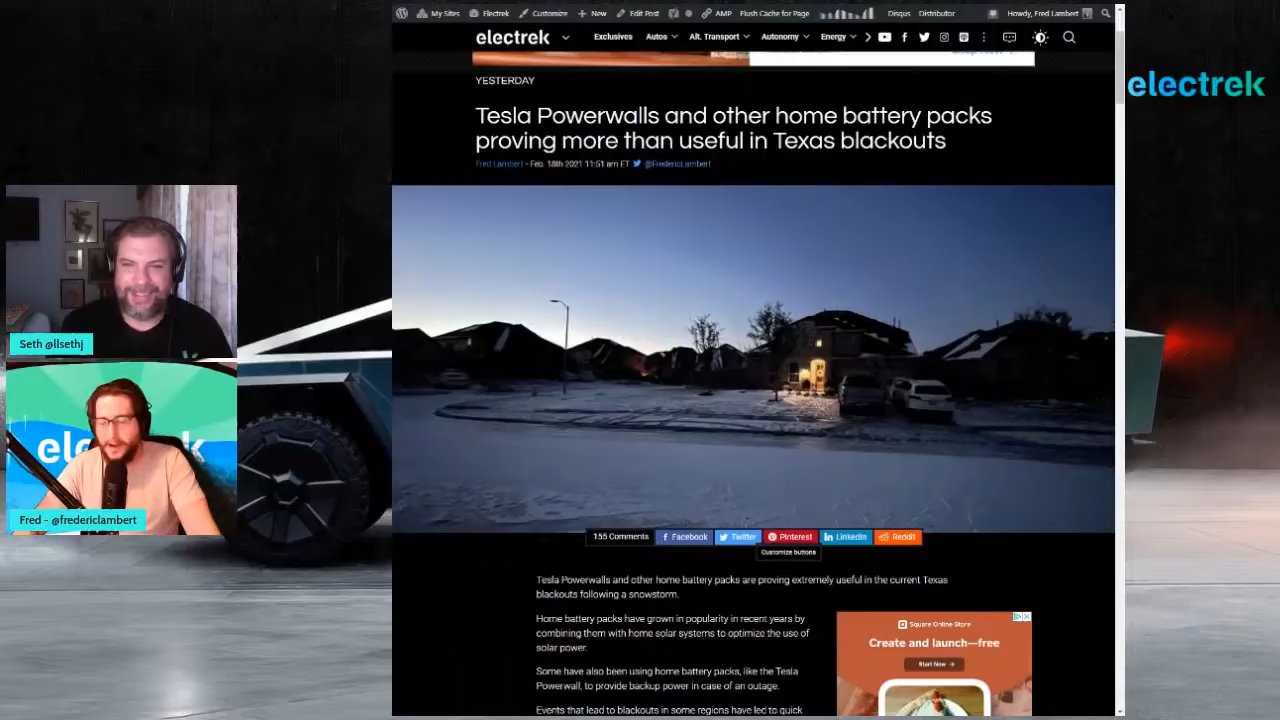 My Sites Electrek Customize New Edit Post AMP Flush Cache for Page Disqus Distributor Howdy, Fred Lambert
electrek Exclusives Autos Alt. Transport Autonomy Energy
electrek
YESTERDAY
Tesla Powerwalls and other home battery packs
proving more than useful in Texas blackouts
Fred Lambert - Feb. 18th 2021 11:51 am ET @FredericLambert
Seth @llsethj
Fred - @fredericlambert
155 Comments Facebook Twitter Pinterest LinkedIn Reddit
Customize buttons
Tesla Powerwalls and other home battery packs are proving extremely useful in the current Texas
blackouts following a snowstorm.
Home battery packs have grown in popularity in recent years by
combining them with home solar systems to optimize the use of
solar power.
Some have also been using home battery packs, like the Tesla
Powerwall, to provide backup power in case of an outage.
Events that lead to blackouts in some regions have led to quick
Square Online Store
Create and launch—free
Start Now →